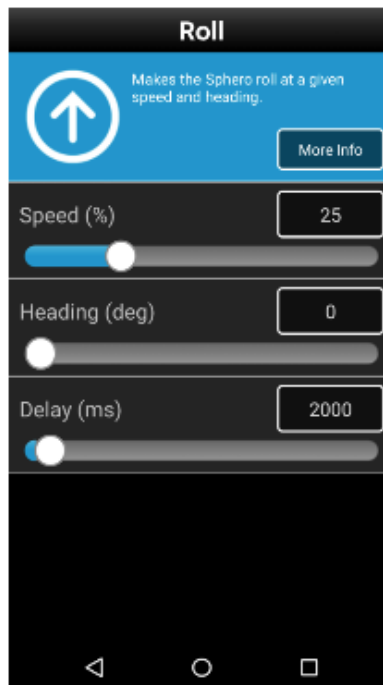 Roll
Makes the Sphero roll at a given
speed and heading.
More Info
Speed (%)
25
Heading (deg)
0
Delay (ms)
2000